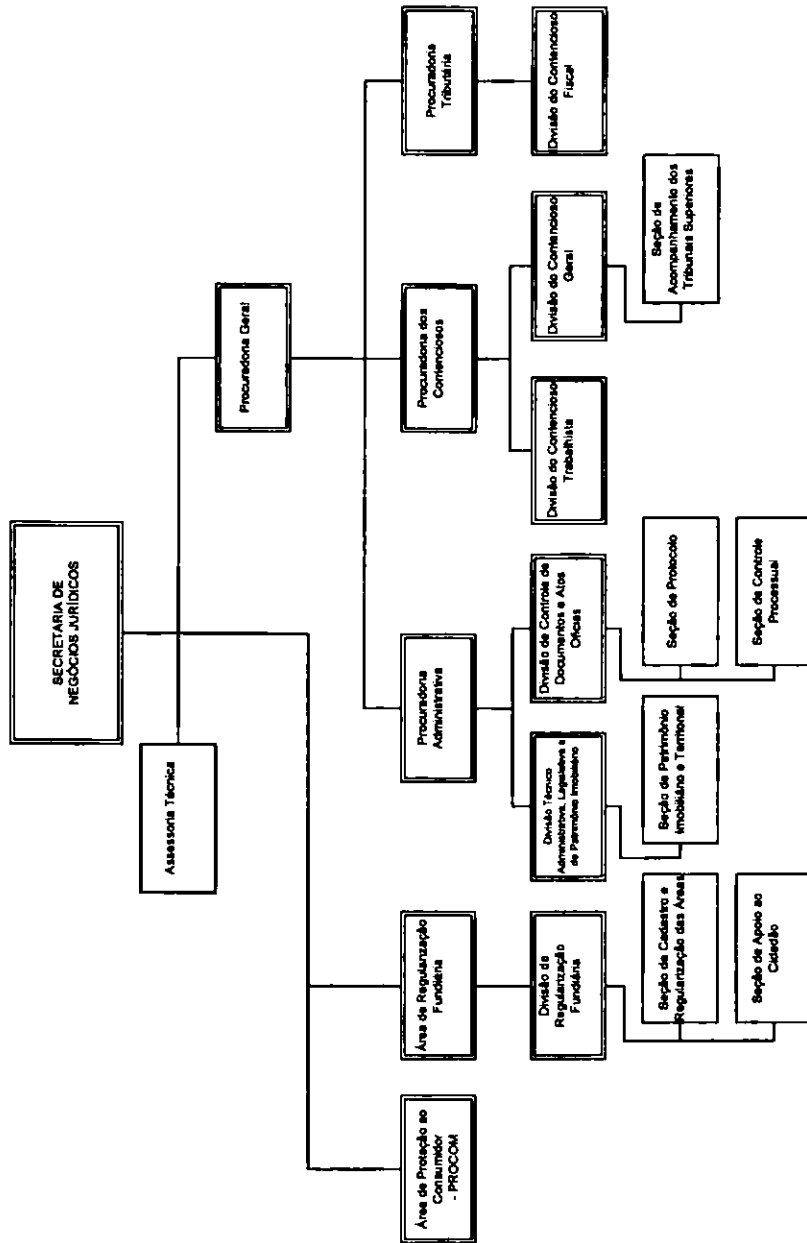 SECRETARIA DE
NEGÓCIOS JURÍDICOS
Assessoria Técnica
Procuradoria Geral
Área de Proteção ao
Consumidor
- PROCOM
Área de Regularização
Fundiária
Procuradoria
Administrativa
Procuradoria dos
Contenciosos
Procuradoria
Tributária
Divisão de
Regularização
Fundiária
Divisão Técnico
Administrativa, Legislativa e
de Patrimônio Imobiliário
Divisão de Controle de
Documentos e Atos
Oficias
Divisão do Contencioso
Trabalhista
Divisão do Contencioso
Geral
Divisão do Contencioso
Fiscal
Seção de Cadastro e
Regularização das Áreas
Seção de Patrimônio
Imobiliário e Territorial
Seção de Protocolo
Seção de
Acompanhamento dos
Tribunais Superiores
Seção de Apoio ao
Cidadão
Seção de Controle
Processual